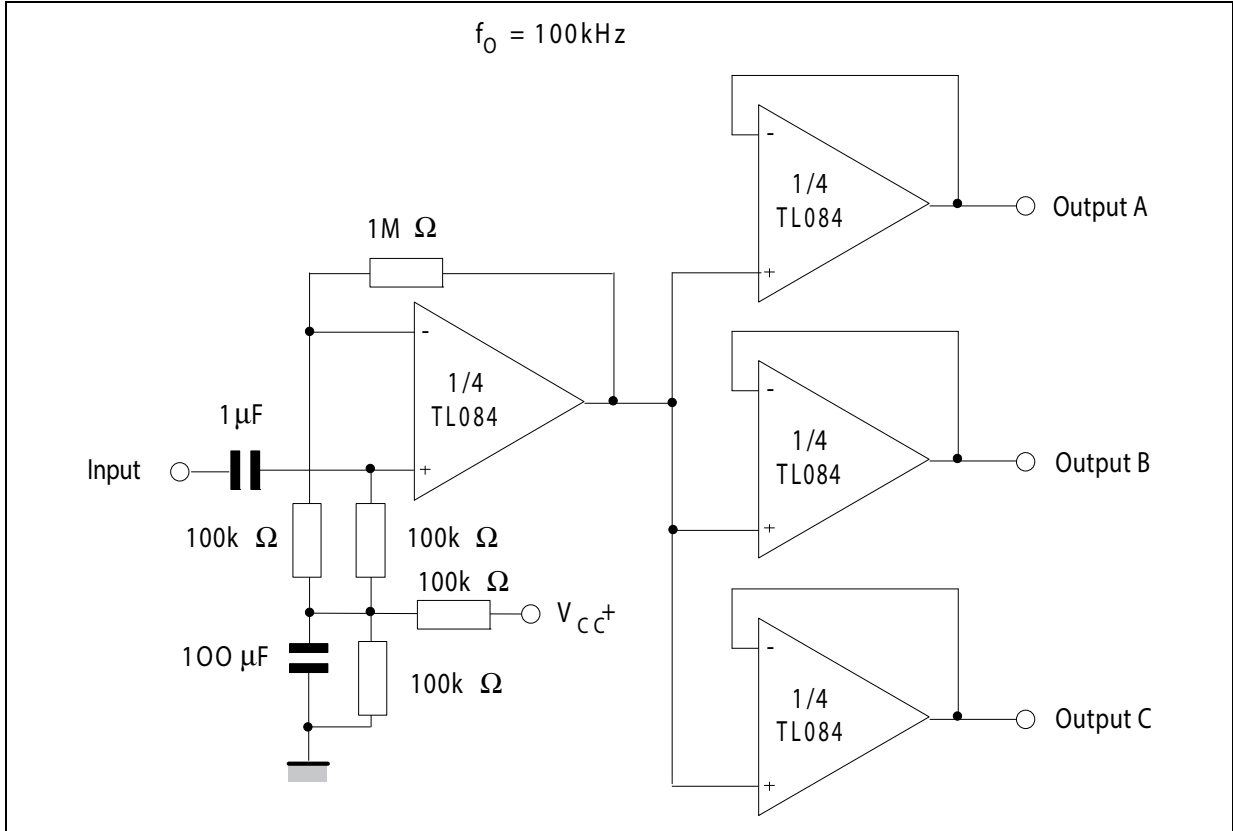 fO = 100kHz
1/4
TL084
Output A
1M Ω
1/4
TL084
1μF
Input
100k Ω
100k Ω
100k Ω
VCC+
100 μF
100k Ω
1/4
TL084
Output B
1/4
TL084
Output C
-
+
-
+
-
+
-
+